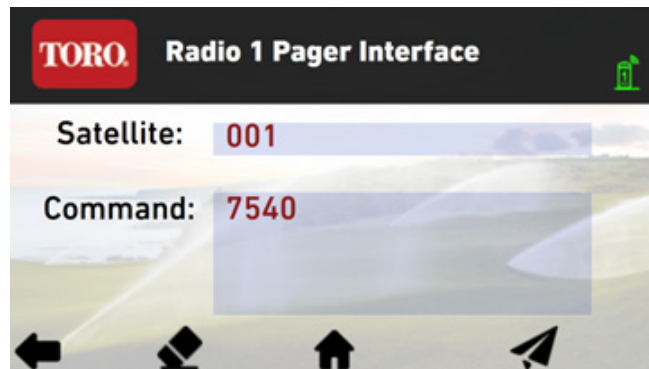 TORO.
Radio 1 Pager Interface
1
Satellite: 001
Command: 7540